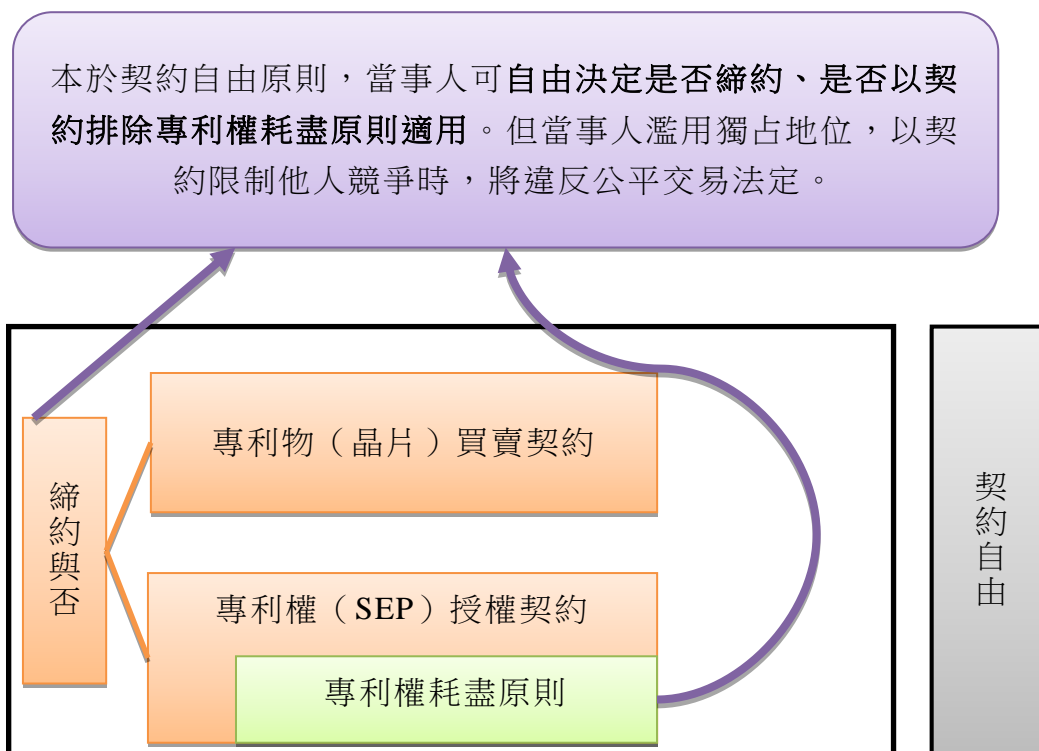 本於契約自由原則，當事人可自由決定是否締約、是否以契
約排除專利權耗盡原則適用。但當事人濫用獨占地位，以契
約限制他人競爭時，將違反公平交易法定。
專利物（晶片）買賣契約
締約與否
專利權（SEP）授權契約
專利權耗盡原則
契約自由